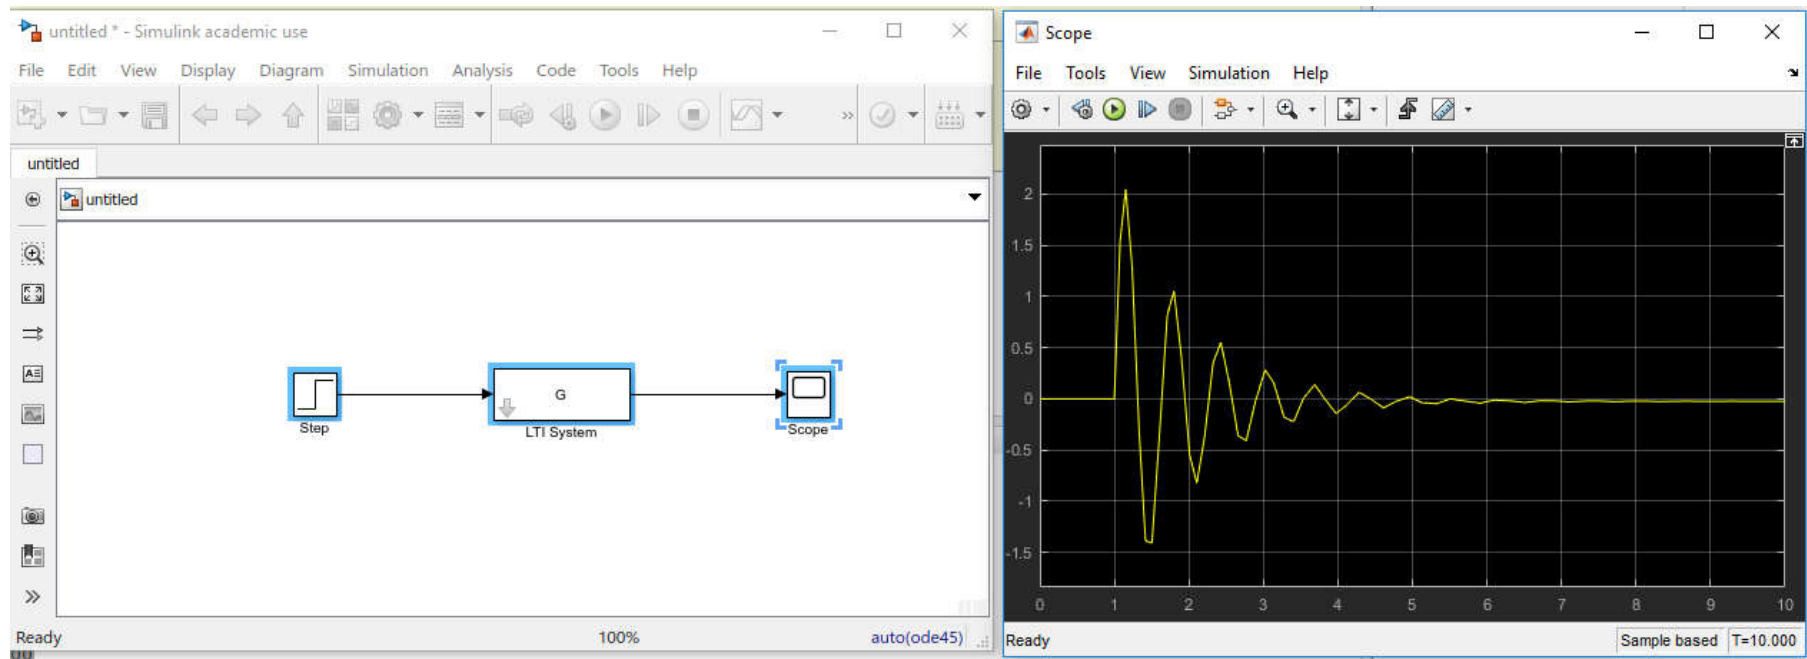 untitled * - Simulink academic use
File Edit View Display Diagram Simulation Analysis Code Tools Help
untitled
untitled
Step
G
LTI System
Scope
Ready 100% auto(ode45)
Scope
File Tools View Simulation Help
2
1.5
1
0.5
0
-0.5
-1
-1.5
0 1 2 3 4 5 6 7 8 9 10
Ready Sample based T=10.000